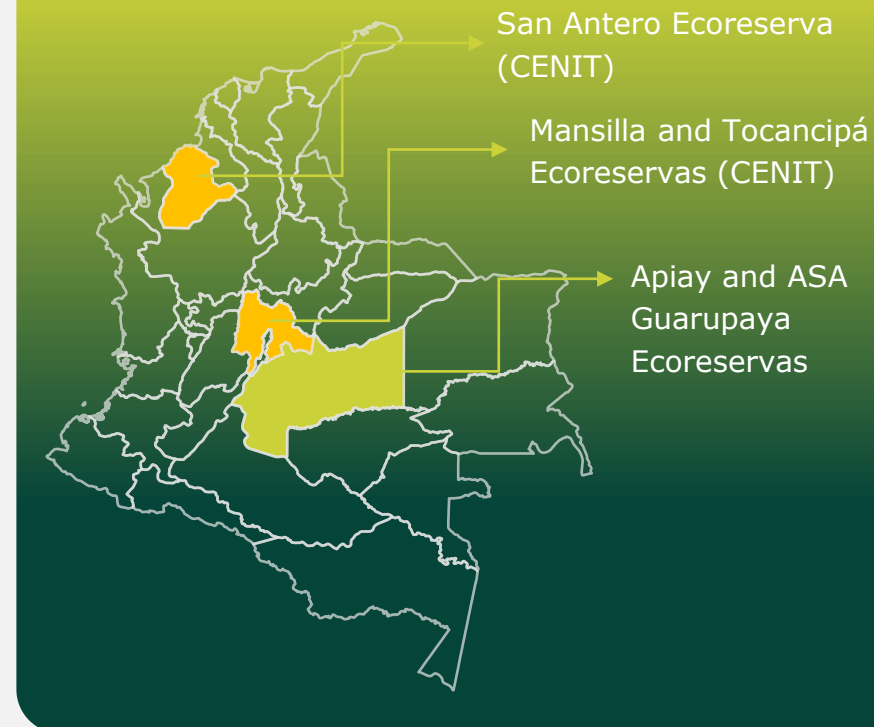 San Antero Ecoreserva
(CENIT)
Mansilla and Tocancipá
Ecoreservas (CENIT)
Apiay and ASA
Guarupaya
Ecoreservas